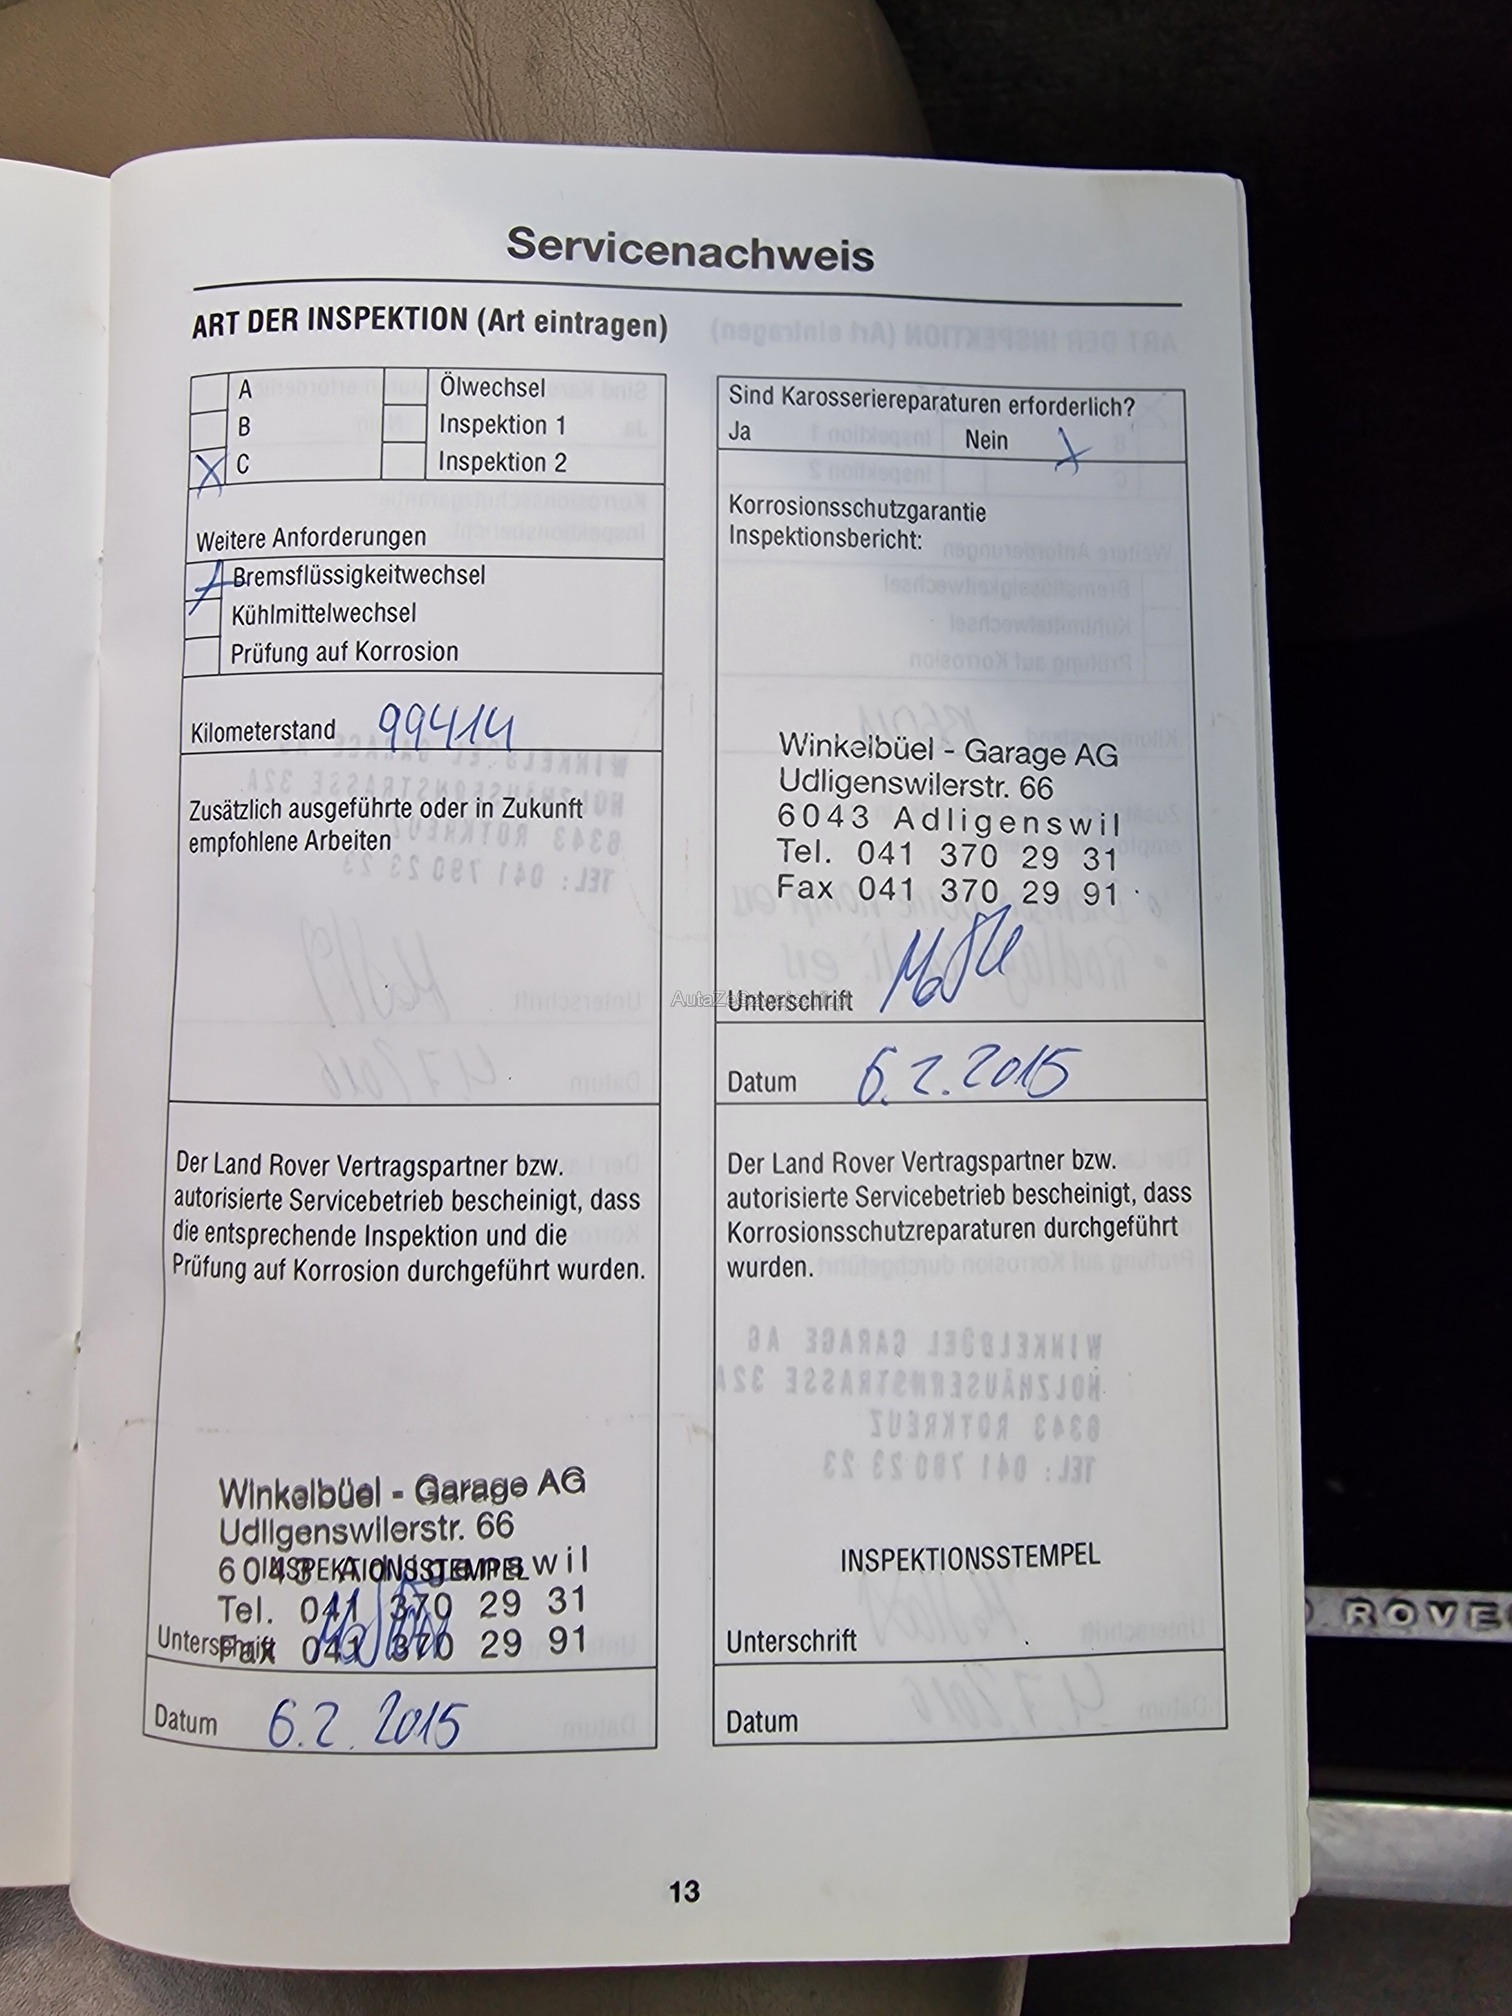 Servicenachweis
ART DER INSPEKTION (Art eintragen)
A
B
X C
Ölwechsel
Inspektion 1
Inspektion 2
Weitere Anforderungen
X Bremsflüssigkeitwechsel
Kühlmittelwechsel
Prüfung auf Korrosion
Kilometerstand 99414
Zusätzlich ausgeführte oder in Zukunft
empfohlene Arbeiten
Der Land Rover Vertragspartner bzw.
autorisierte Servicebetrieb bescheinigt, dass
die entsprechende Inspektion und die
Prüfung auf Korrosion durchgeführt wurden.
Winkelbüel - Garage AG
Udligenswilerstr. 66
6043 Adligenswil
INSPEKTIONSSTEMPEL
Tel. 041 370 29 31
Fax 041 370 29 91
Unterschrift
Datum 6.2.2015
Sind Karosseriereparaturen erforderlich?
Ja Nein X
Korrosionsschutzgarantie
Inspektionsbericht:
Winkelbüel - Garage AG
Udligenswilerstr. 66
6043 Adligenswil
Tel. 041 370 29 31
Fax 041 370 29 91
Unterschrift
Datum 6.2.2015
Der Land Rover Vertragspartner bzw.
autorisierte Servicebetrieb bescheinigt, dass
Korrosionsschutzreparaturen durchgeführt
wurden.
INSPEKTIONSSTEMPEL
Unterschrift
Datum
13
ROVE